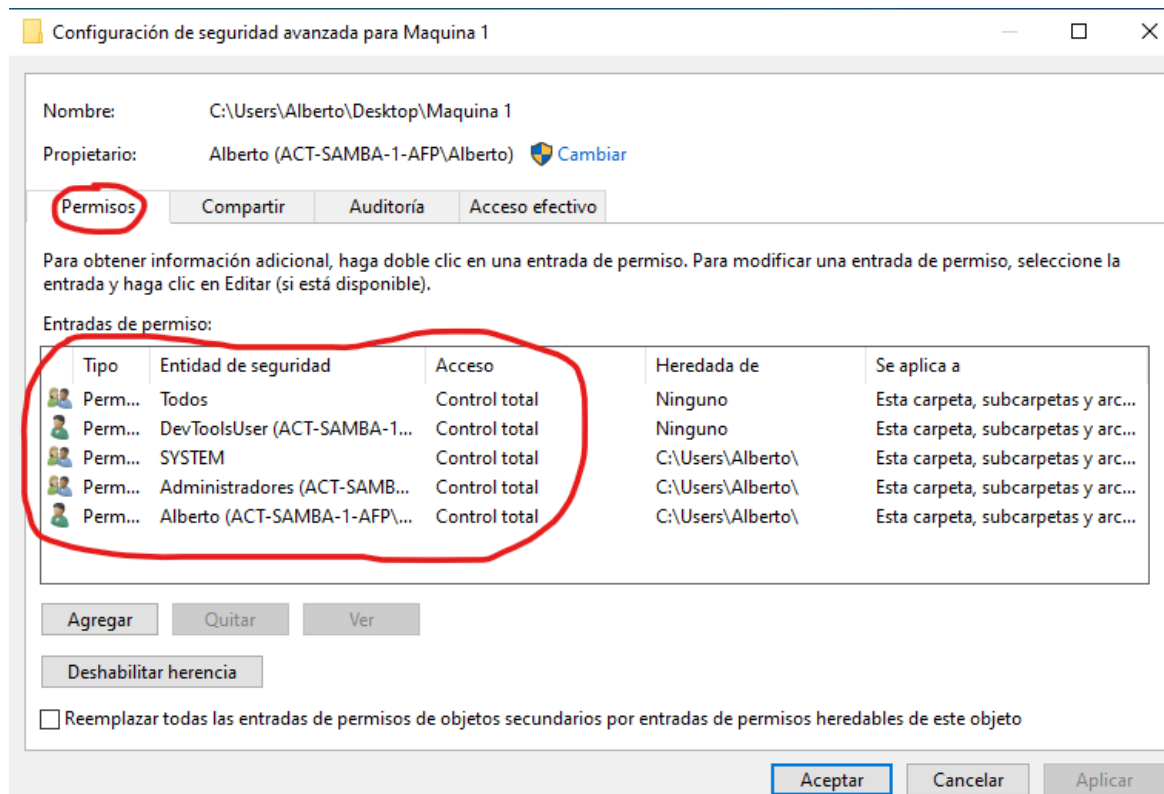 Configuración de seguridad avanzada para Maquina 1
Nombre: C:\Users\Alberto\Desktop\Maquina 1
Propietario: Alberto (ACT-SAMBA-1-AFP\Alberto) Cambiar
Permisos Compartir Auditoría Acceso efectivo
Para obtener información adicional, haga doble clic en una entrada de permiso. Para modificar una entrada de permiso, seleccione la
entrada y haga clic en Editar (si está disponible).
Entradas de permiso:
Tipo Entidad de seguridad Acceso Heredada de Se aplica a
Perm... Todos Control total Ninguno Esta carpeta, subcarpetas y arc...
Perm... DevToolsUser (ACT-SAMBA-1... Control total Ninguno Esta carpeta, subcarpetas y arc...
Perm... SYSTEM Control total C:\Users\Alberto\ Esta carpeta, subcarpetas y arc...
Perm... Administradores (ACT-SAMB... Control total C:\Users\Alberto\ Esta carpeta, subcarpetas y arc...
Perm... Alberto (ACT-SAMBA-1-AFP\... Control total C:\Users\Alberto\ Esta carpeta, subcarpetas y arc...
Agregar Quitar Ver
Deshabilitar herencia
Reemplazar todas las entradas de permisos de objetos secundarios por entradas de permisos heredables de este objeto
Aceptar Cancelar Aplicar